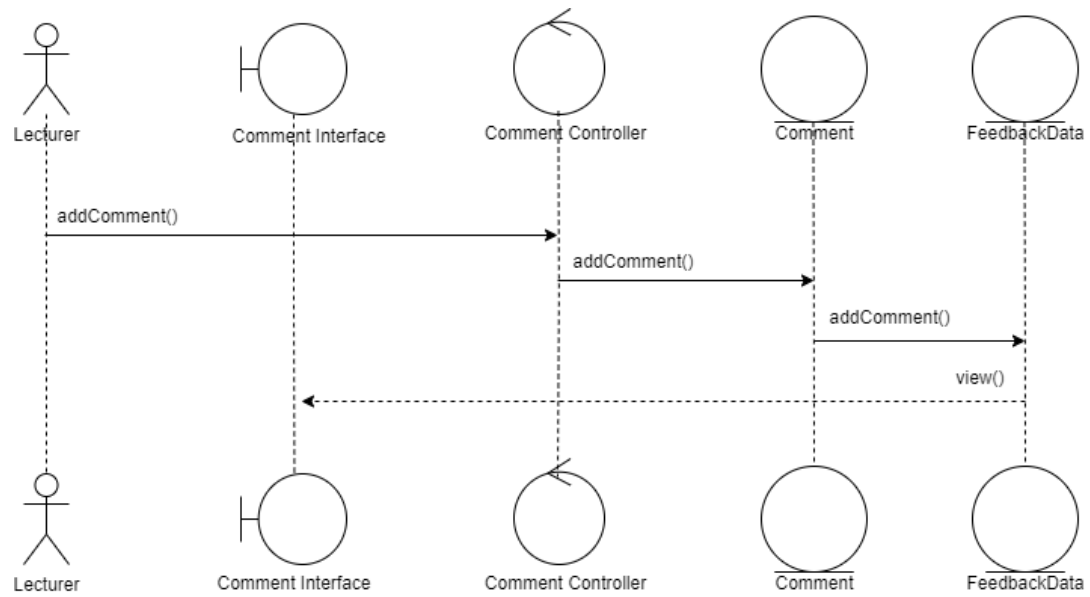 Lecturer
Comment Interface
Comment Controller
Comment
FeedbackData
addComment()
addComment()
addComment()
view()
Lecturer
Comment Interface
Comment Controller
Comment
FeedbackData